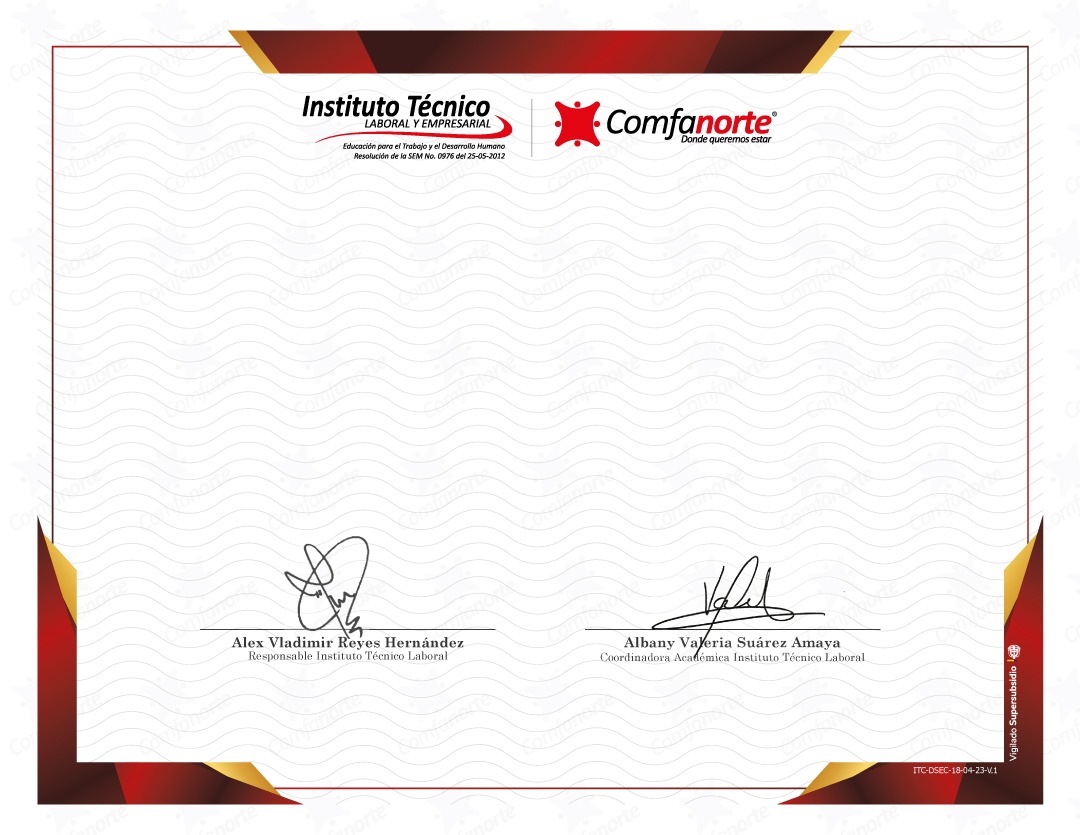 Instituto Técnico
LABORAL Y EMPRESARIAL
Educación para el Trabajo y el Desarrollo Humano
Resolución de la SEM No. 0976 del 25-05-2012
Comfanorte®
Donde queremos estar
Alex Vladimir Reyes Hernández
Responsable Instituto Técnico Laboral
Albany Valeria Suárez Amaya
Coordinadora Académica Instituto Técnico Laboral
Vigilado Supersubsidio
ITC-DSEC-18-04-23-V.1